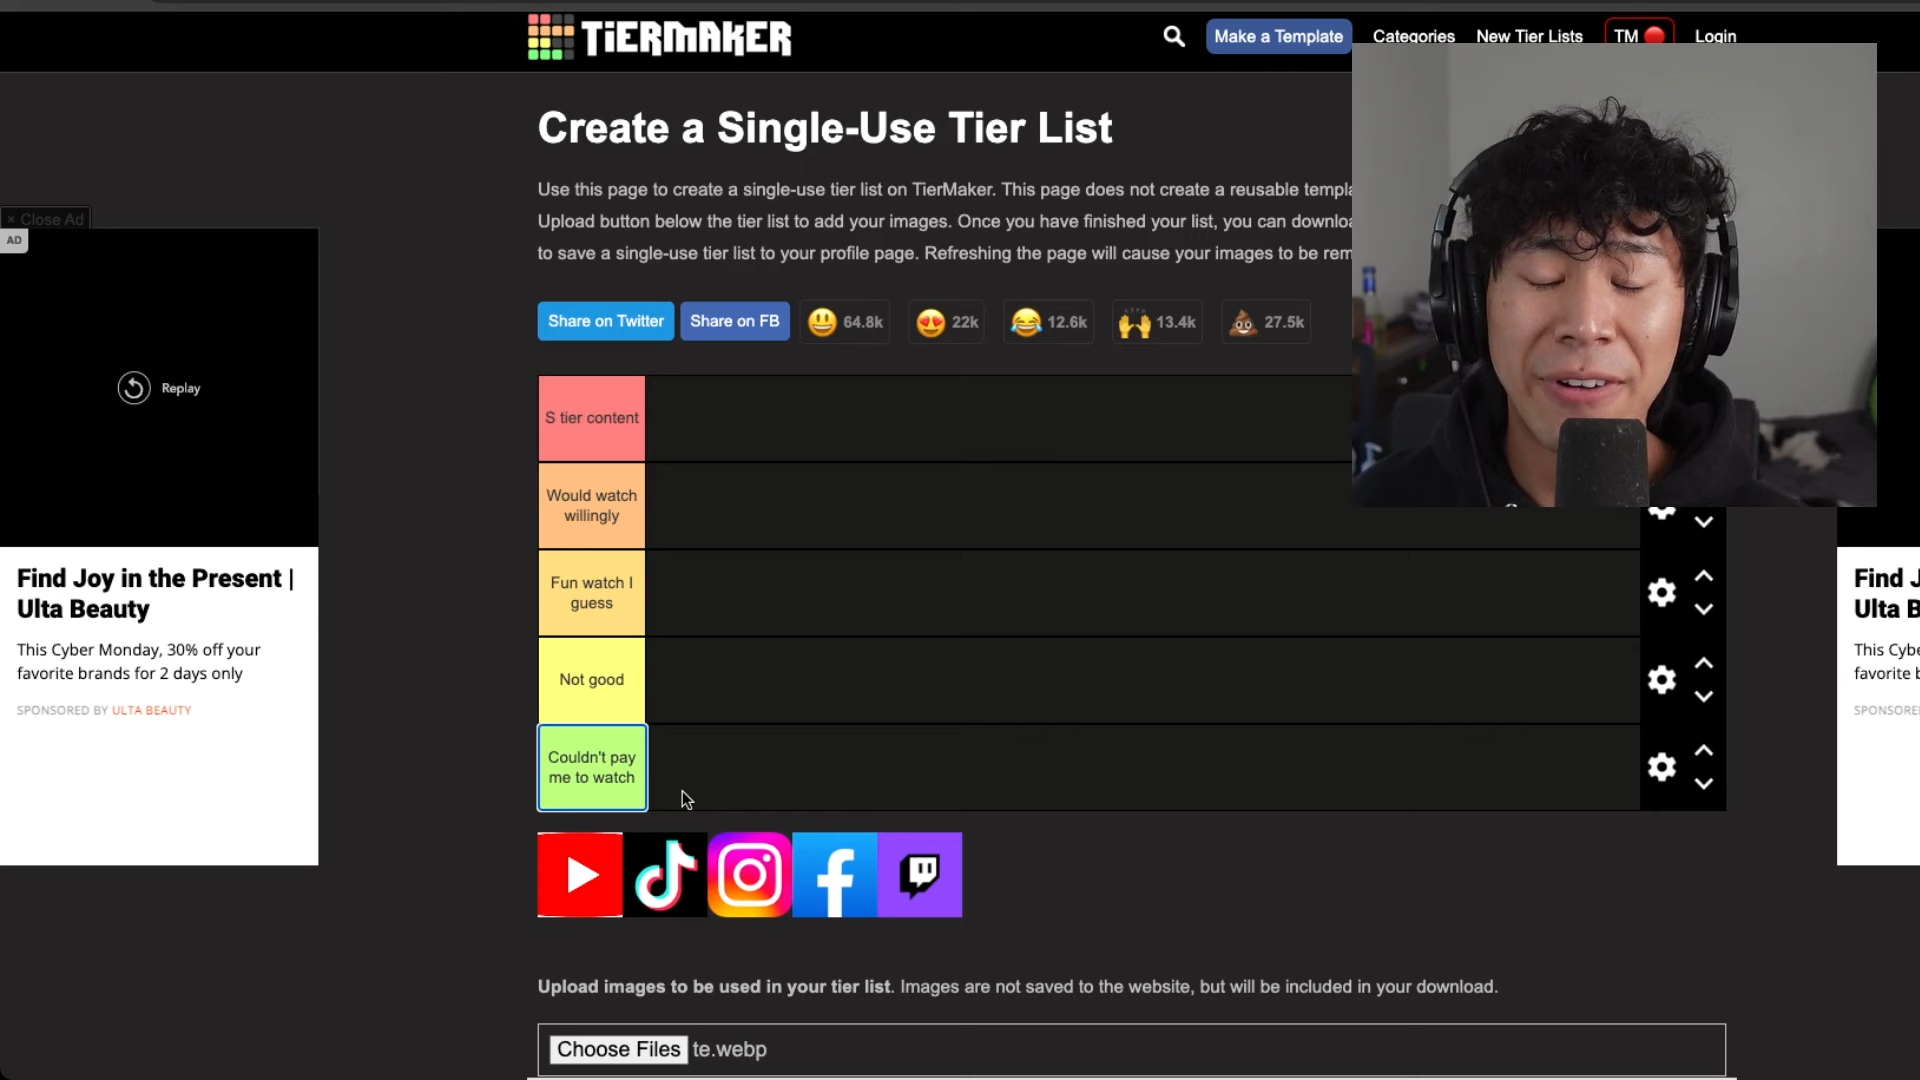 TiERMAKER
Make a Template
Categories
New Tier Lists
TM
Login
Create a Single-Use Tier List
Use this page to create a single-use tier list on TierMaker. This page does not create a reusable
Upload button below the tier list to add your images. Once you have finished your list, you can
to save a single-use tier list to your profile page. Refreshing the page will cause your images to be
× Close Ad
AD
Replay
Find Joy in the Present |
Ulta Beauty
This Cyber Monday, 30% off your
favorite brands for 2 days only
SPONSORED BY ULTA BEAUTY
Share on Twitter
Share on FB
64.8k
22k
12.6k
13.4k
27.5k
S tier content
Would watch
willingly
Fun watch I
guess
Not good
Couldn't pay
me to watch
Find
Ulta
This
favorite
Upload images to be used in your tier list. Images are not saved to the website, but will be included in your download.
Choose Files te.webp